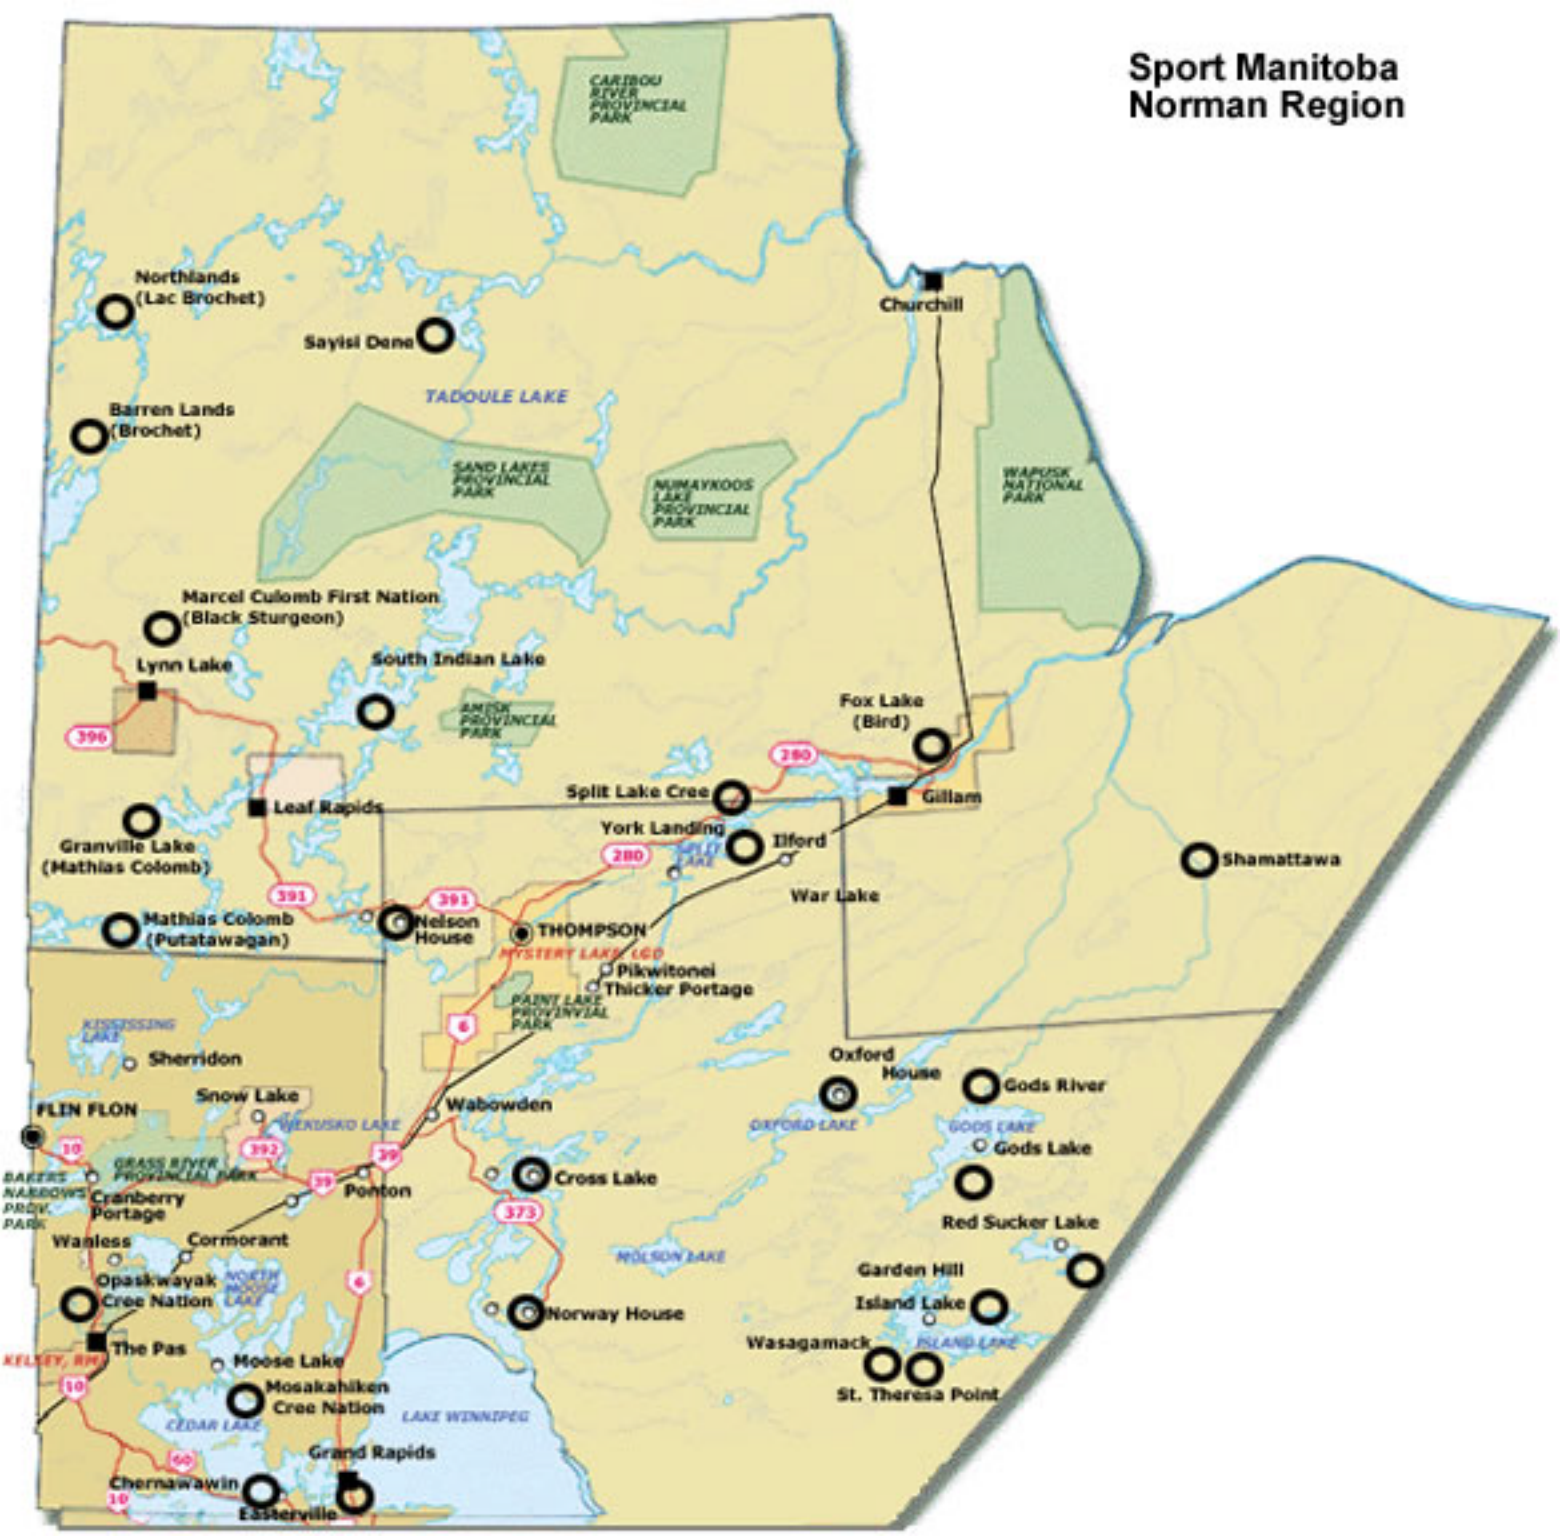 Sport Manitoba
Norman Region
CARIBOU
RIVER
PROVINCIAL
PARK
Northlands
(Lac Brochet)
Churchill
Sayisi Dene
TADOULE LAKE
Barren Lands
(Brochet)
SAND LAKES
PROVINCIAL
PARK
NUMAYKOOS
LAKE
PROVINCIAL
PARK
WAPUSK
NATIONAL
PARK
Marcel Culomb First Nation
(Black Sturgeon)
Lynn Lake
South Indian Lake
396
AMISK
PROVINCIAL
PARK
Fox Lake
(Bird)
280
Split Lake Cree
Gillam
Leaf Rapids
York Landing
Ilford
Granville Lake
(Mathias Colomb)
280
SPLIT
LAKE
Shamattawa
War Lake
391
391
Mathias Colomb
(Putatawagan)
Nelson
House
THOMPSON
MYSTERY LAKE, LGD
Pikwitonei
Thicker Portage
PAINT LAKE
PROVINVIAL
PARK
6
KISSISSING
LAKE
Sherridon
Oxford
House
Gods River
Snow Lake
FLIN FLON
Wabowden
WEKUSKO LAKE
OXFORD LAKE
GODS LAKE
10
392
39
Gods Lake
GRASS RIVER
PROVINCIAL PARK
BAKERS
NARROWS
PROV.
PARK
39
Ponton
Cross Lake
Cranberry
Portage
373
Red Sucker Lake
Wanless
Cormorant
MOLSON LAKE
Garden Hill
Opaskwayak
Cree Nation
NORTH
MOOSE
LAKE
6
Island Lake
Norway House
The Pas
ISLAND LAKE
Wasagamack
KELSEY, RM
Moose Lake
10
Mosakahiken
Cree Nation
St. Theresa Point
CEDAR LAKE
LAKE WINNIPEG
60
Grand Rapids
Chernawawin
10
Easterville